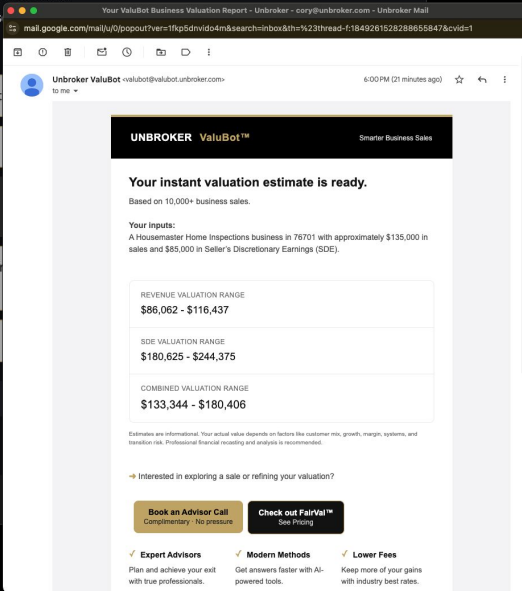 Your ValuBot Business Valuation Report - Unbroker - cory@unbroker.com - Unbroker Mail
mail.google.com/mail/u/0/popout?ver=1fkp5dnvido4m&search=inbox&th=%23thread-f:1849261528288655847&cvid=1
Unbroker ValuBot <valubot@valubot.unbroker.com>
6:00 PM (21 minutes ago)
to me
UNBROKER ValuBot™
Smarter Business Sales
Your instant valuation estimate is ready.
Based on 10,000+ business sales.
Your inputs:
A Housemaster Home Inspections business in 76701 with approximately $135,000 in
sales and $85,000 in Seller's Discretionary Earnings (SDE).
REVENUE VALUATION RANGE
$86,062 - $116,437
SDE VALUATION RANGE
$180,625 - $244,375
COMBINED VALUATION RANGE
$133,344 - $180,406
Estimates are informational. Your actual value depends on factors like customer mix, growth, margin, systems, and
transition risk. Professional financial recasting and analysis is recommended.
➜ Interested in exploring a sale or refining your valuation?
Book an Advisor Call
Complimentary · No pressure
Check out FairVal™
See Pricing
✓ Expert Advisors
Plan and achieve your exit
with true professionals.
✓ Modern Methods
Get answers faster with AI-
powered tools.
✓ Lower Fees
Keep more of your gains
with industry best rates.